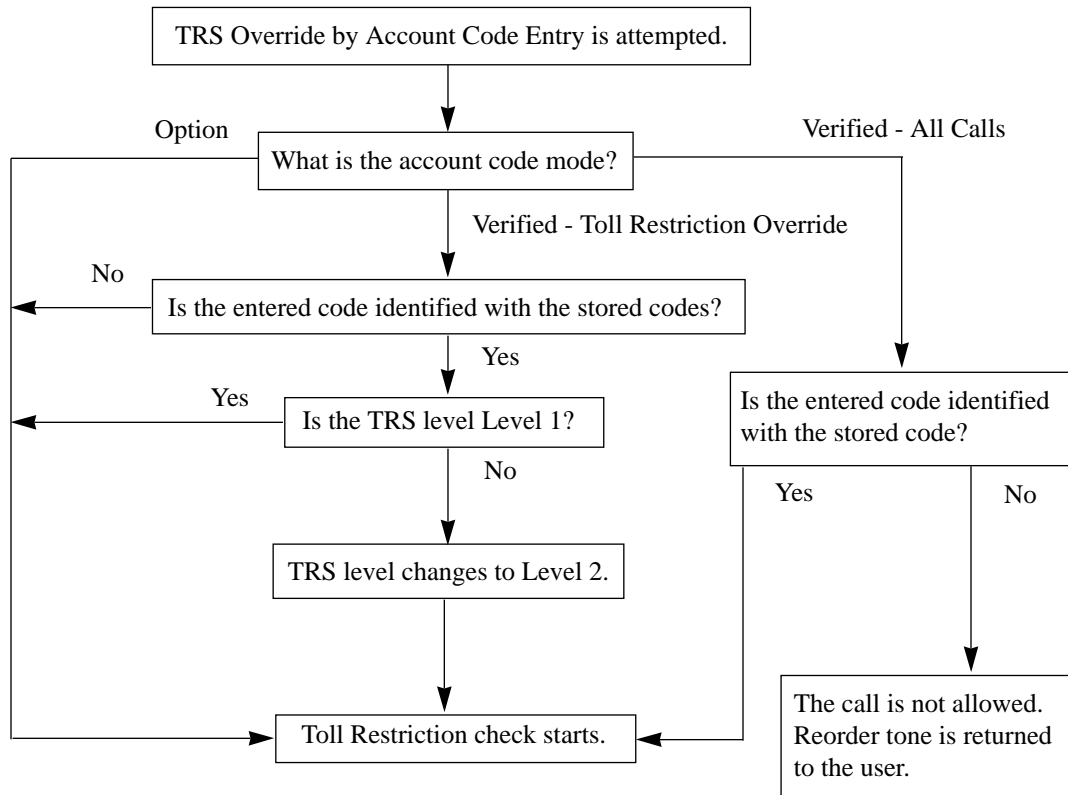 TRS Override by Account Code Entry is attempted.
Option
Verified - All Calls
What is the account code mode?
Verified - Toll Restriction Override
No
Is the entered code identified with the stored codes?
Yes
Yes
Is the TRS level Level 1?
Is the entered code identified
with the stored code?
No
Yes
No
TRS level changes to Level 2.
Toll Restriction check starts.
The call is not allowed.
Reorder tone is returned
to the user.